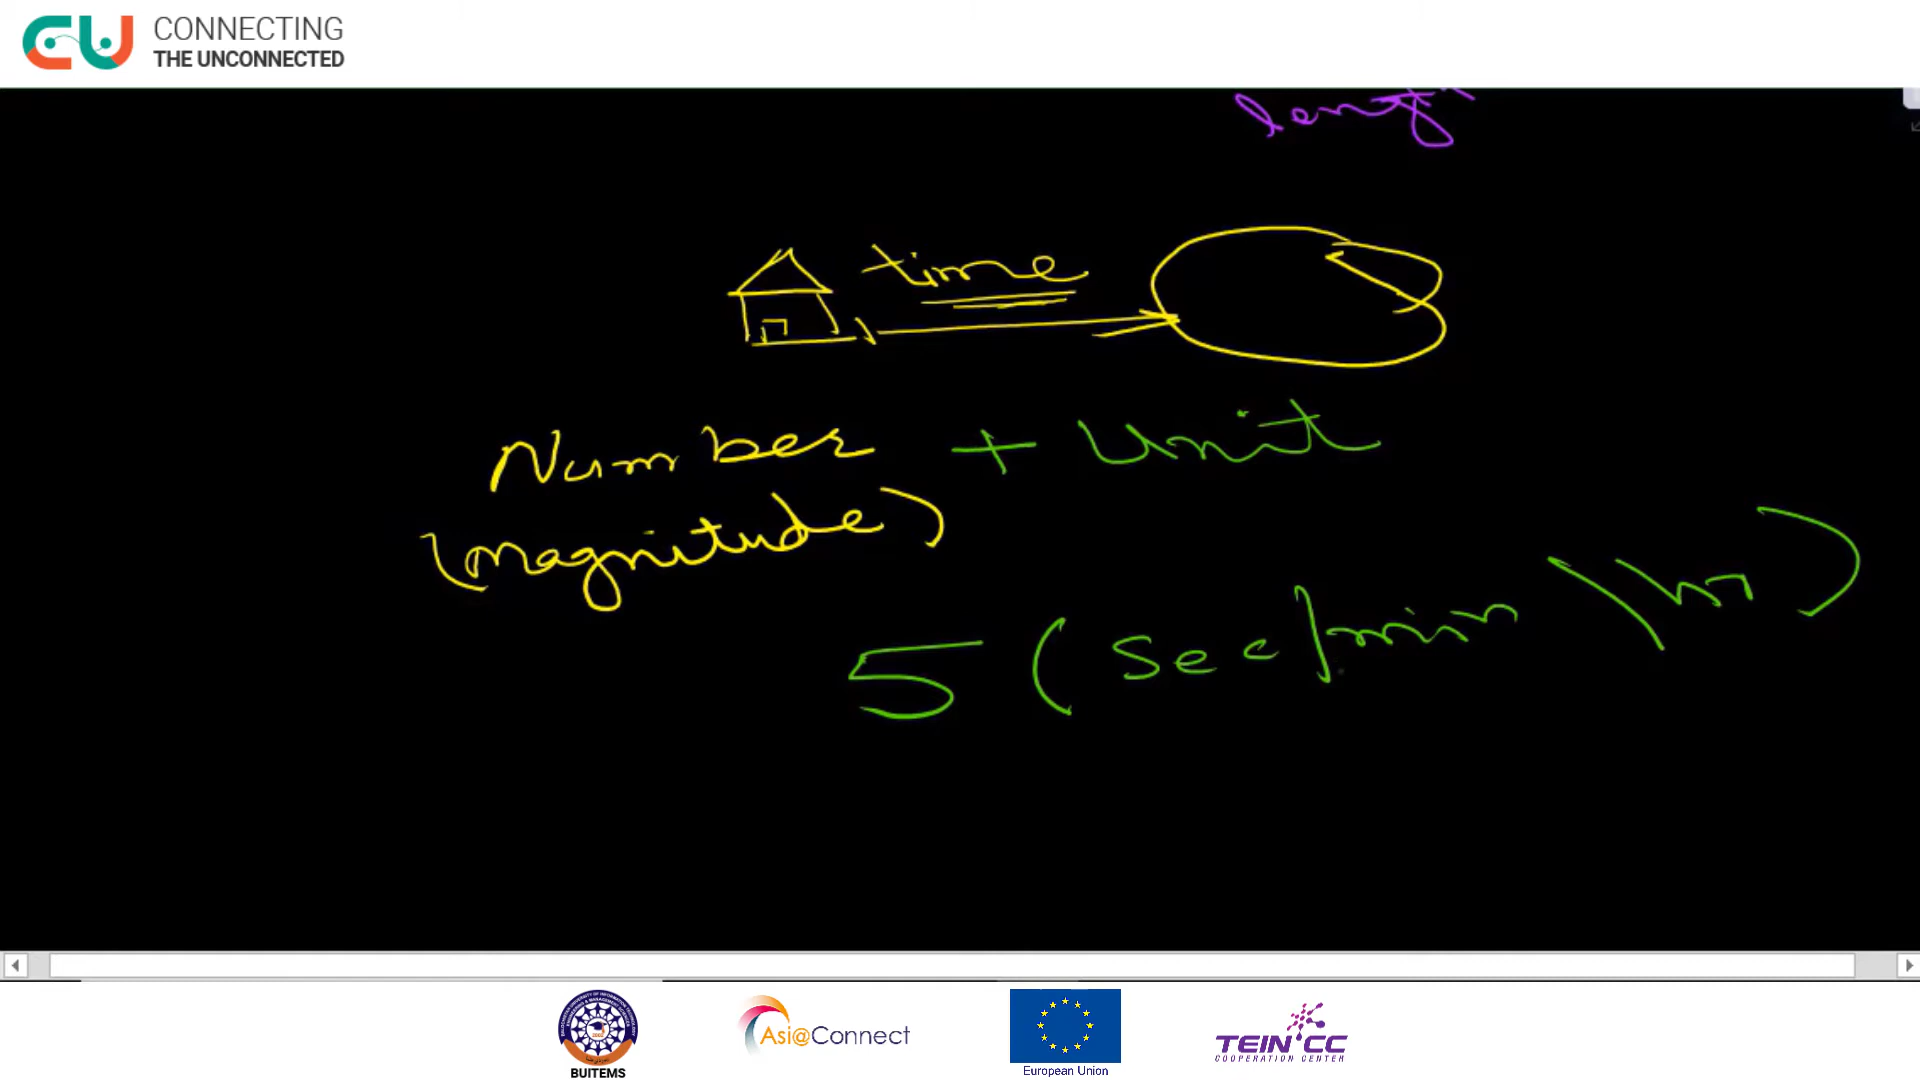 CONNECTING
THE UNCONNECTED
time
Number + Unit
(magnitude)
5 (sec/min \hr)
BUITEMS
Asi@Connect
European Union
TEIN*CC
COOPERATION CENTER